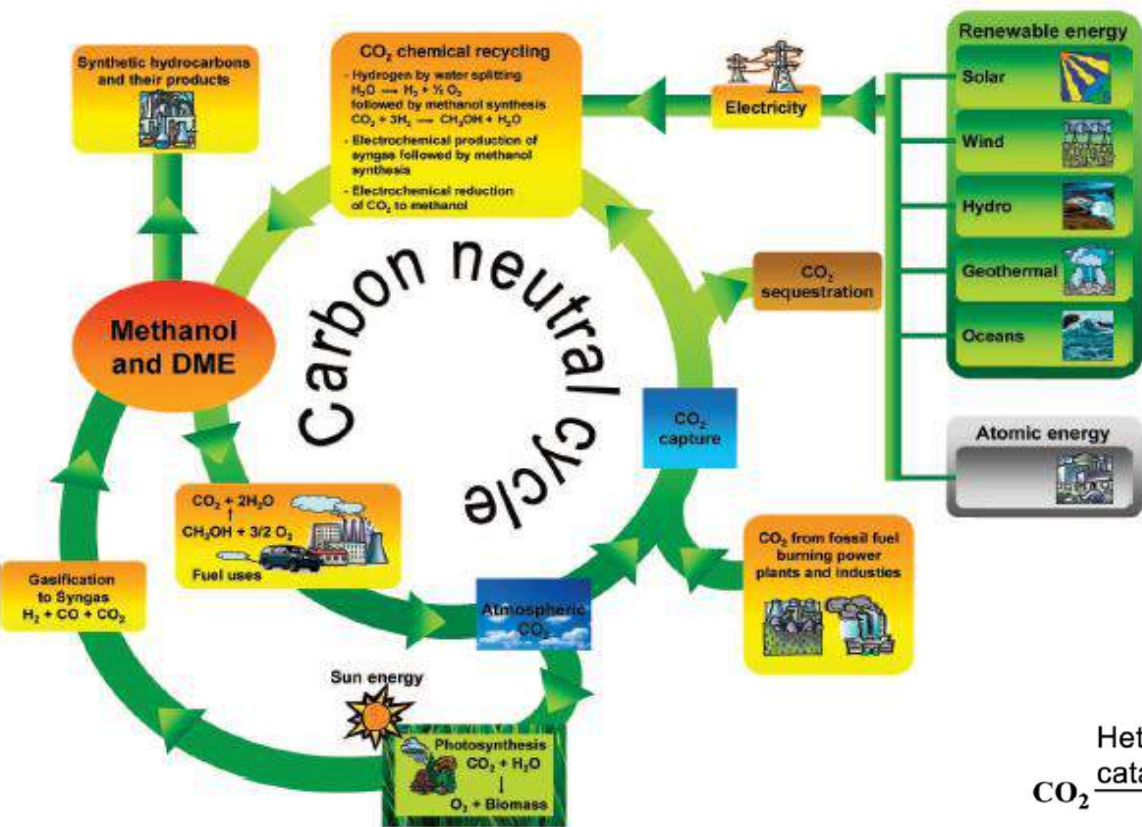 Synthetic hydrocarbons
and their products
CO₂ chemical recycling
- Hydrogen by water splitting
H₂O → H₂ + ½ O₂
followed by methanol synthesis
CO₂ + 3H₂ → CH₃OH + H₂O
- Electrochemical production of
syngas followed by methanol
synthesis
- Electrochemical reduction
of CO₂ to methanol
Electricity
Renewable energy
Solar
Wind
Hydro
Geothermal
Oceans
Atomic energy
CO₂
sequestration
Methanol
and DME
Carbon neutral cycle
CO₂
capture
CO₂ + 2H₂O
↑
CH₃OH + 3/2 O₂
Fuel uses
CO₂ from fossil fuel
burning power
plants and industies
Gasification
to Syngas
H₂ + CO + CO₂
Atmospheric
CO₂
Sun energy
Photosynthesis
CO₂ + H₂O
↓
O₂ + Biomass
Het
cata
CO₂